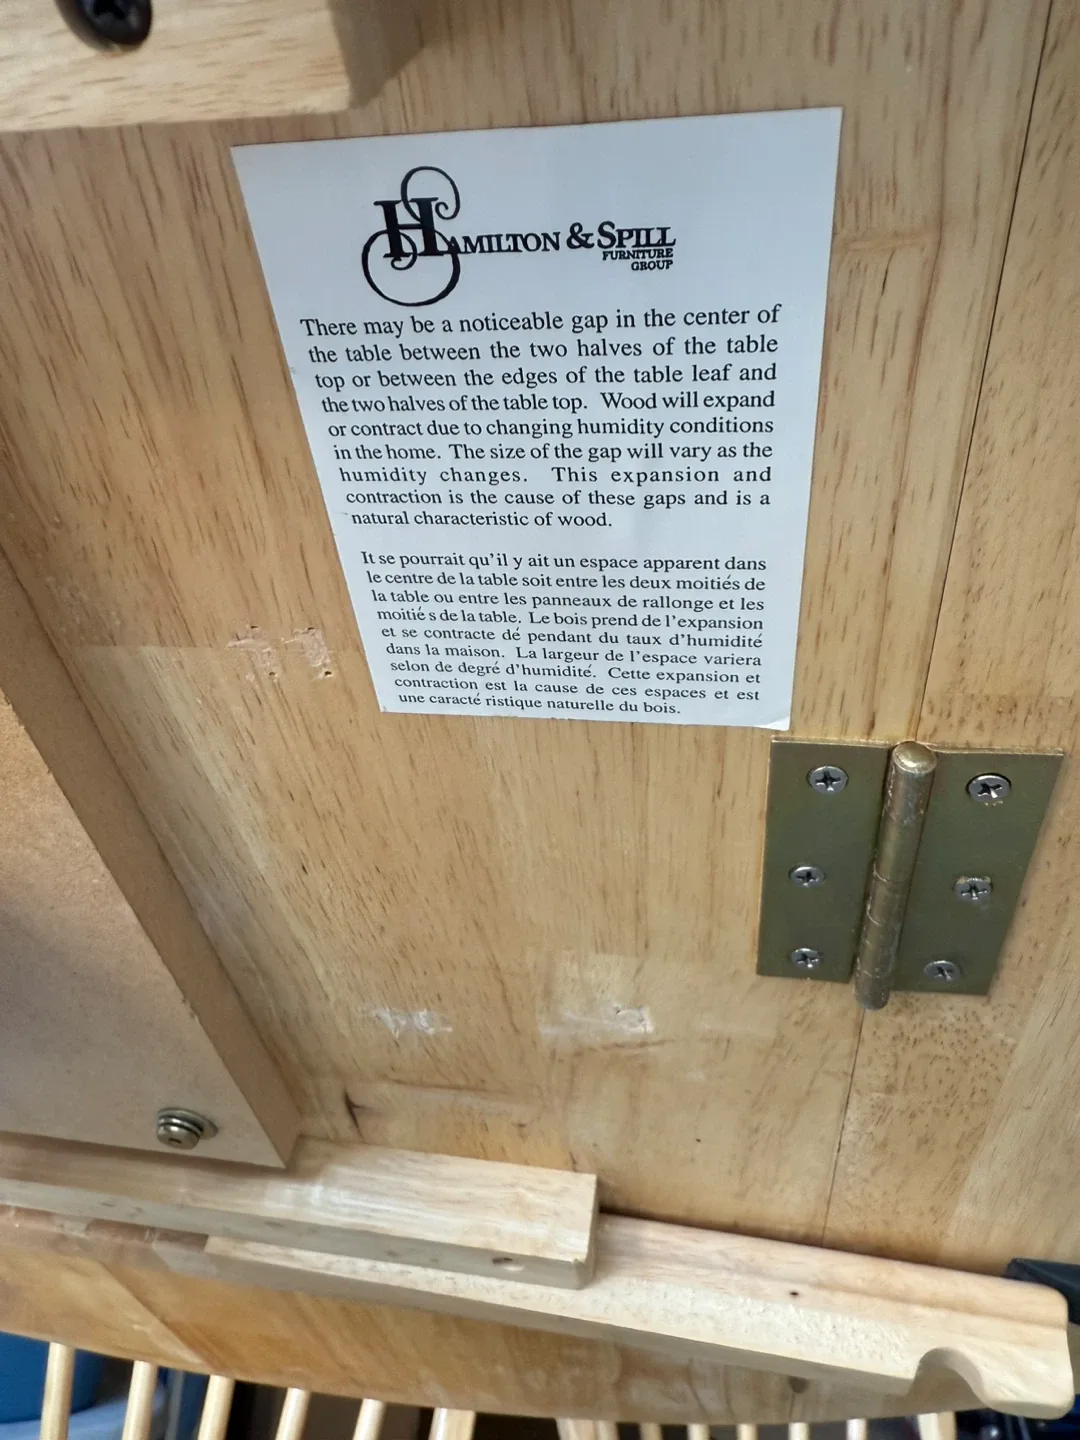 HAMILTON & SPILL
FURNITURE
GROUP
There may be a noticeable gap in the center of
the table between the two halves of the table
top or between the edges of the table leaf and
the two halves of the table top. Wood will expand
or contract due to changing humidity conditions
in the home. The size of the gap will vary as the
humidity changes. This expansion and
contraction is the cause of these gaps and is a
natural characteristic of wood.
It se pourrait qu'il y ait un espace apparent dans
le centre de la table soit entre les deux moitiés de
la table ou entre les panneaux de rallonge et les
moitié s de la table. Le bois prend de l'expansion
et se contracte dé pendant du taux d'humidité
dans la maison. La largeur de l'espace variera
selon de degré d'humidité. Cette expansion et
contraction est la cause de ces espaces et est
une caracté ristique naturelle du bois.